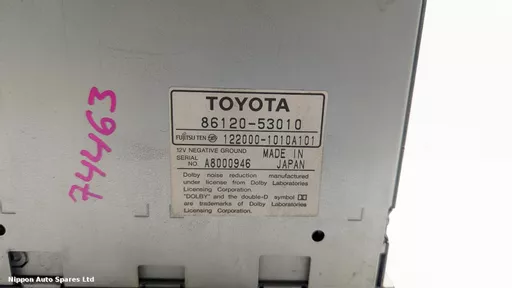 74463
TOYOTA
86120-53010
FUJITSU TEN 122000-1010A101
12V NEGATIVE GROUND
SERIAL NO. A8000946
MADE IN JAPAN
Dolby noise reduction manufactured
under license from Dolby Laboratories
Licensing Corporation.
"DOLBY" and the double-D symbol
are trademarks of Dolby Laboratories
Licensing Corporation.
Nippon Auto Spares Ltd